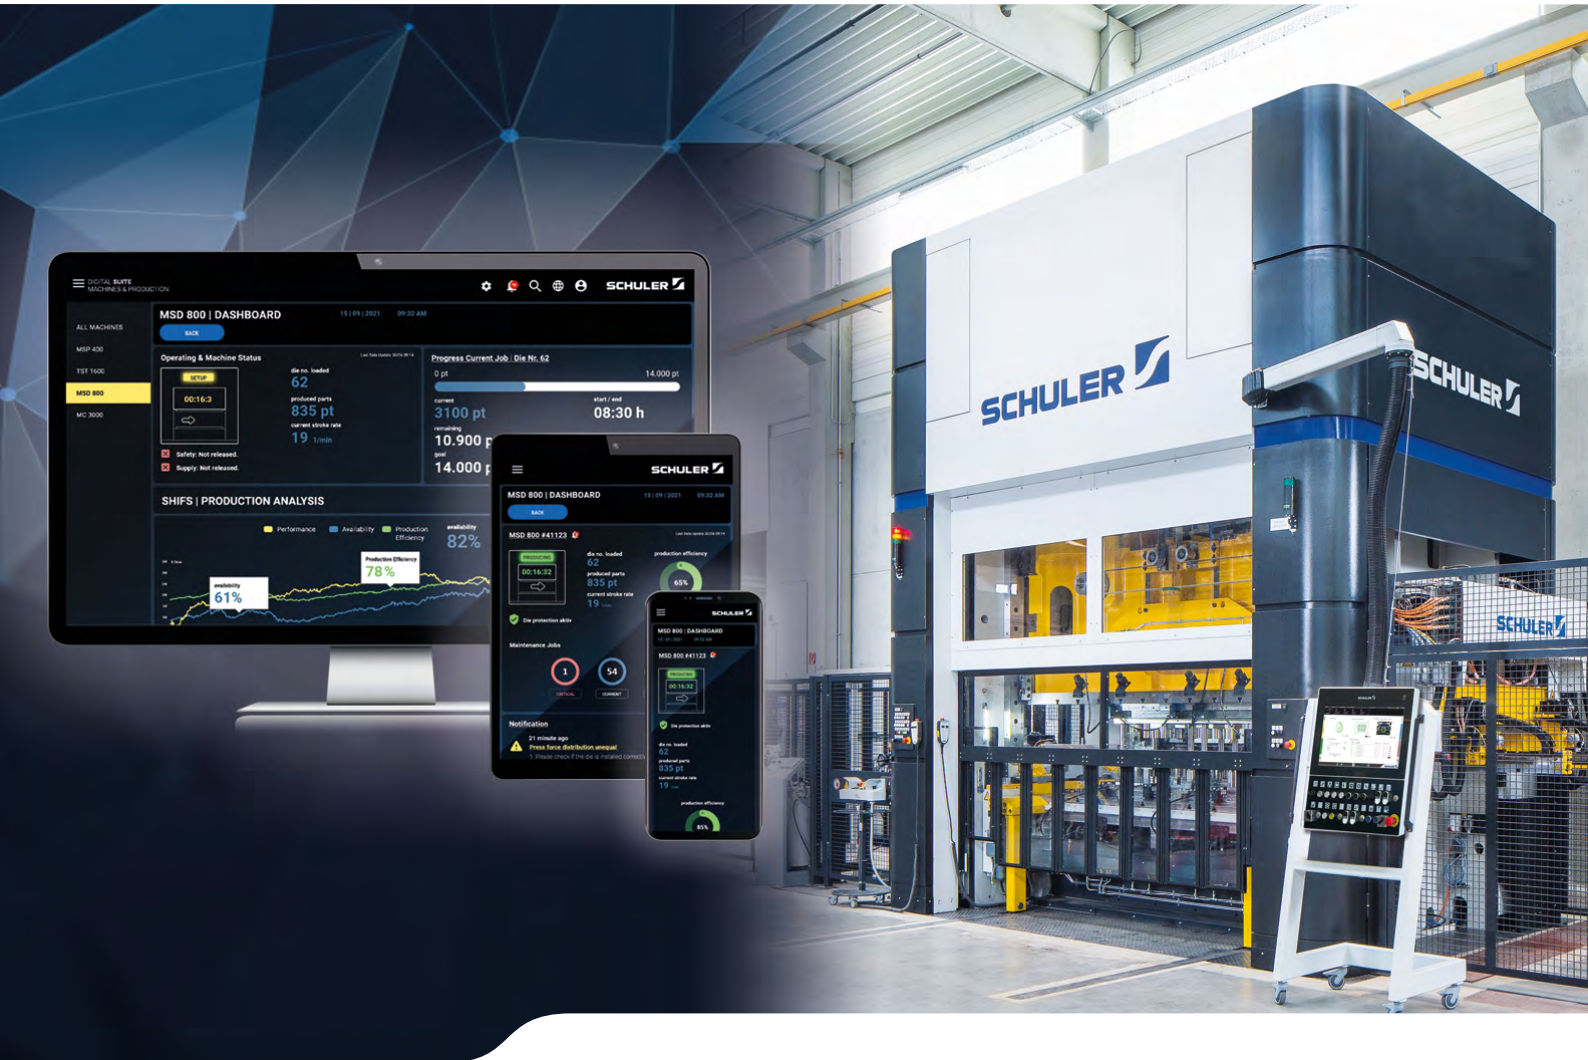 DIGITAL SUITE
MACHINES & PRODUCTION
SCHULER
ALL MACHINES
MSP 400
TST 1600
MSD 800
MC 3000
MSD 800 | DASHBOARD
15 | 09 | 2021 09:32 AM
BACK
Operating & Machine Status
SETUP
00:16:3
die no. loaded
62
produced parts
835 pt
current stroke rate
19 1/min
Safety: Not released.
Supply: Not released.
Progress Current Job | Die Nr. 62
0 pt 14.000 pt
current
3100 pt
start / end
08:30 h
remaining
10.900 p
goal
14.000 p
SHIFS | PRODUCTION ANALYSIS
Performance Availability Production Efficiency
availability
82%
availability
61%
Production Efficiency
78%
SCHULER
MSD 800 | DASHBOARD
15 | 09 | 2021 09:32 AM
BACK
MSD 800 #41123
PRODUCING
00:16:32
die no. loaded
62
produced parts
835 pt
current stroke rate
19
production efficiency
65%
Die protection aktiv
Maintenance Jobs
1
CRITICAL
54
CURRENT
Notification
21 minute ago
Press force distribution unequal
1. Please check if the die is installed correct
SCHULER
MSD 800 | DASHBOARD
MSD 800 #41123
PRODUCING
00:16:32
Die protection aktiv
die no. loaded
62
produced parts
835 pt
current stroke rate
19
production efficiency
85%
SCHULER
SCHULER
SCHULER